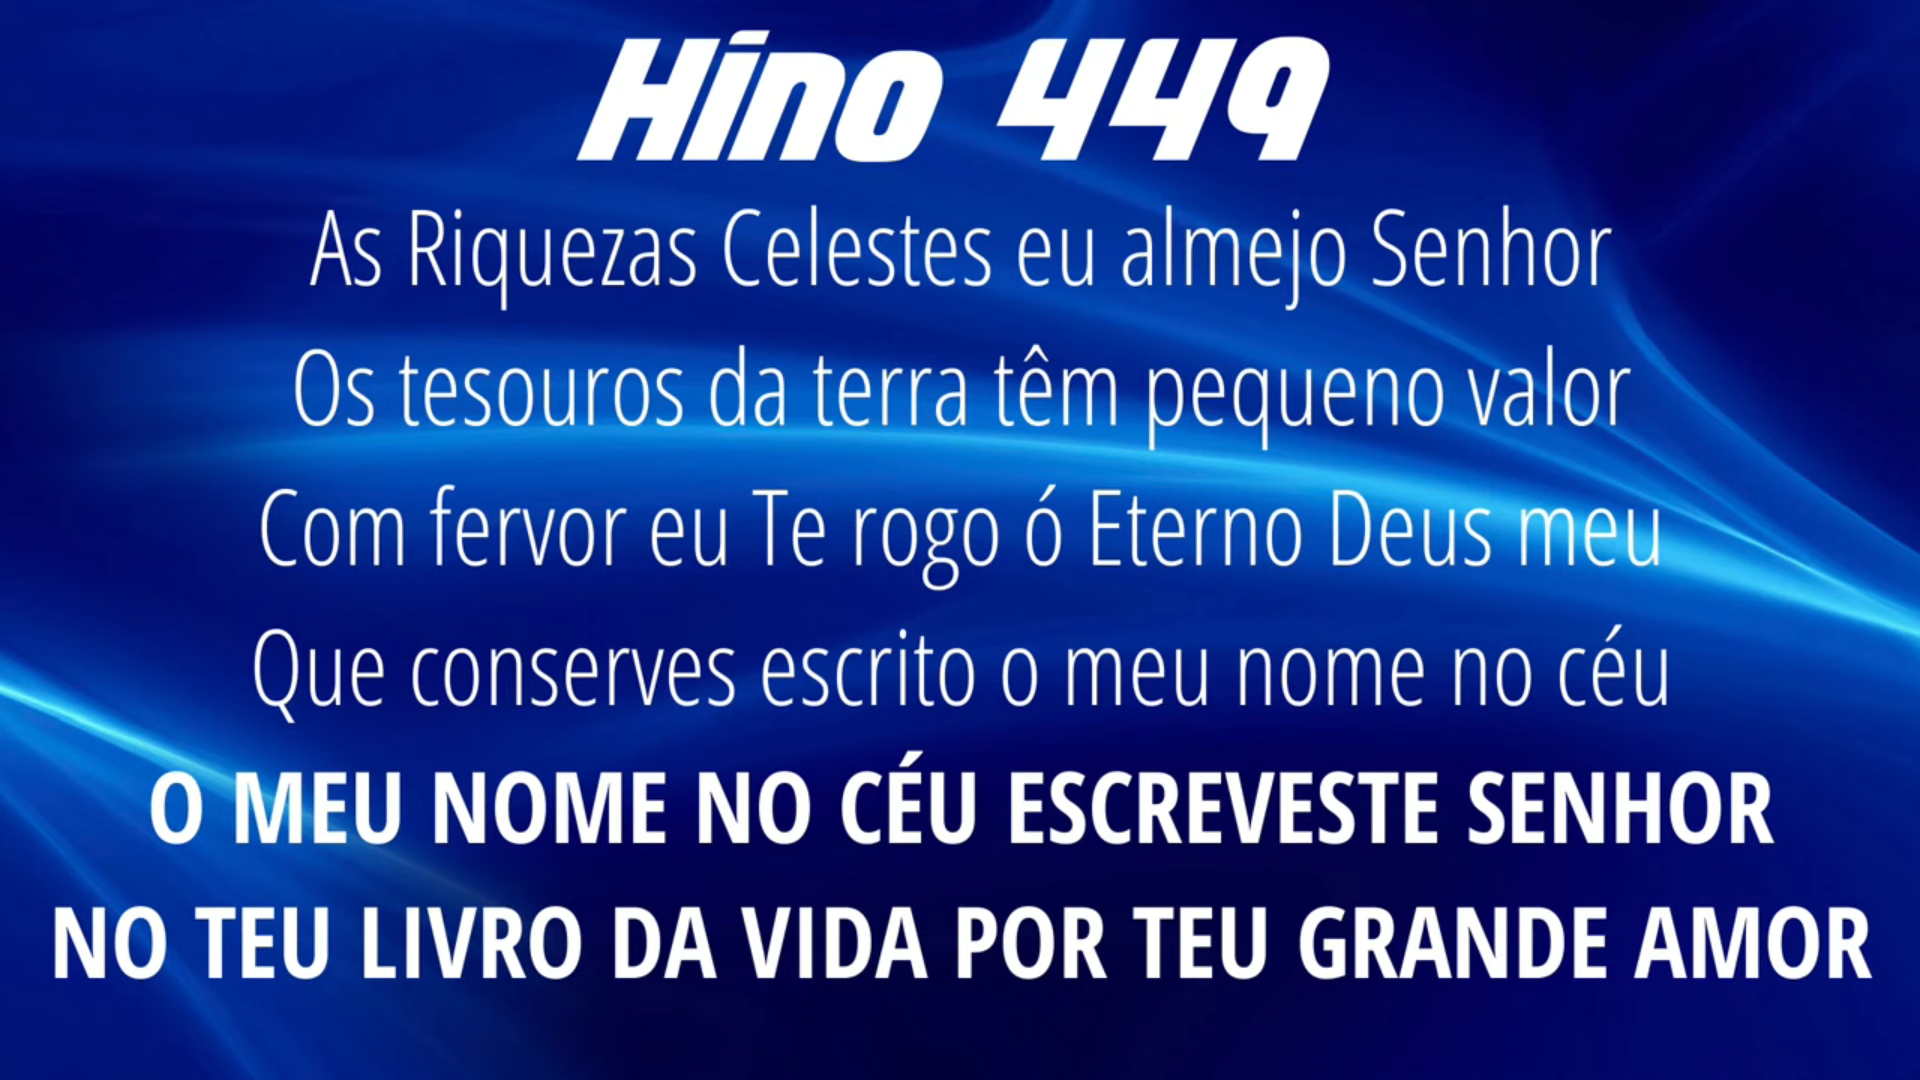 Hino 449
As Riquezas Celestes eu almejo Senhor
Os tesouros da terra têm pequeno valor
Com fervor eu Te rogo ó Eterno Deus meu
Que conserves escrito o meu nome no céu
O MEU NOME NO CÉU ESCREVESTE SENHOR
NO TEU LIVRO DA VIDA POR TEU GRANDE AMOR